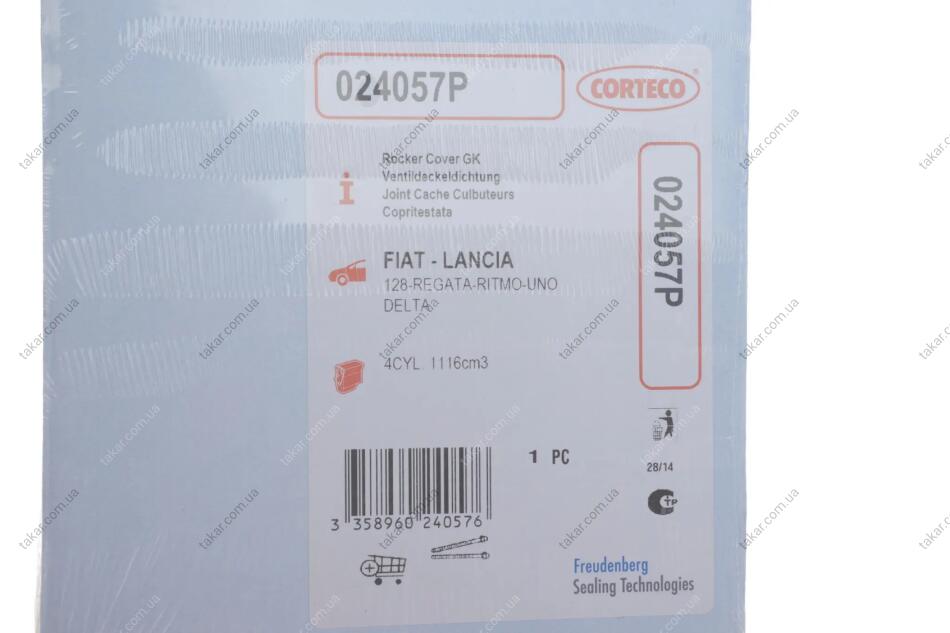 024057P
CORTECO®
Rocker Cover GK
Ventildeckeldichtung
Joint Cache Culbuteurs
Copritestata
024057P
FIAT - LANCIA
128-REGATA-RITMO-UNO
DELTA
4CYL. 1116cm3
1 PC
28/14
3 358960 240576
Freudenberg
Sealing Technologies
takar.com.ua